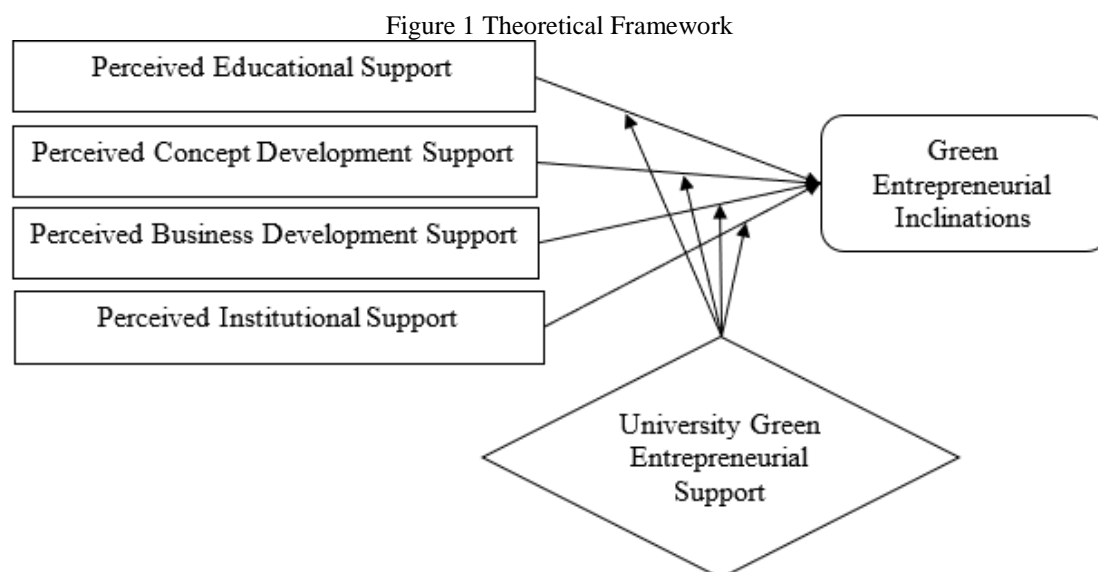 Figure 1 Theoretical Framework
Perceived Educational Support
Perceived Concept Development Support
Perceived Business Development Support
Perceived Institutional Support
Green
Entrepreneurial
Inclinations
University Green
Entrepreneurial
Support